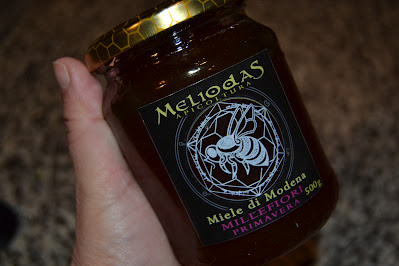 MELIODAS
APICOLTURA
Miele di Modena
MILLEFIORI
PRIMAVERA
500g